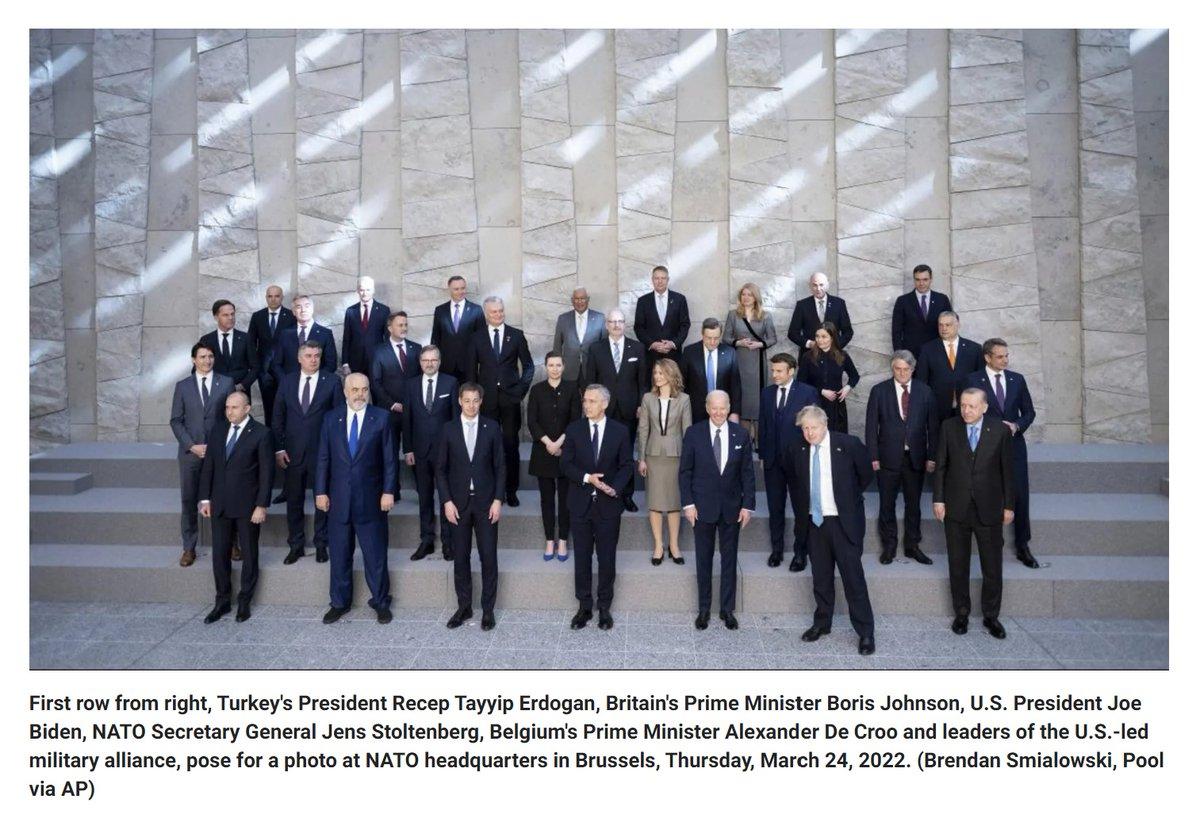 First row from right, Turkey's President Recep Tayyip Erdogan, Britain's Prime Minister Boris Johnson, U.S. President Joe
Biden, NATO Secretary General Jens Stoltenberg, Belgium's Prime Minister Alexander De Croo and leaders of the U.S.-led
military alliance, pose for a photo at NATO headquarters in Brussels, Thursday, March 24, 2022. (Brendan Smialowski, Pool
via AP)